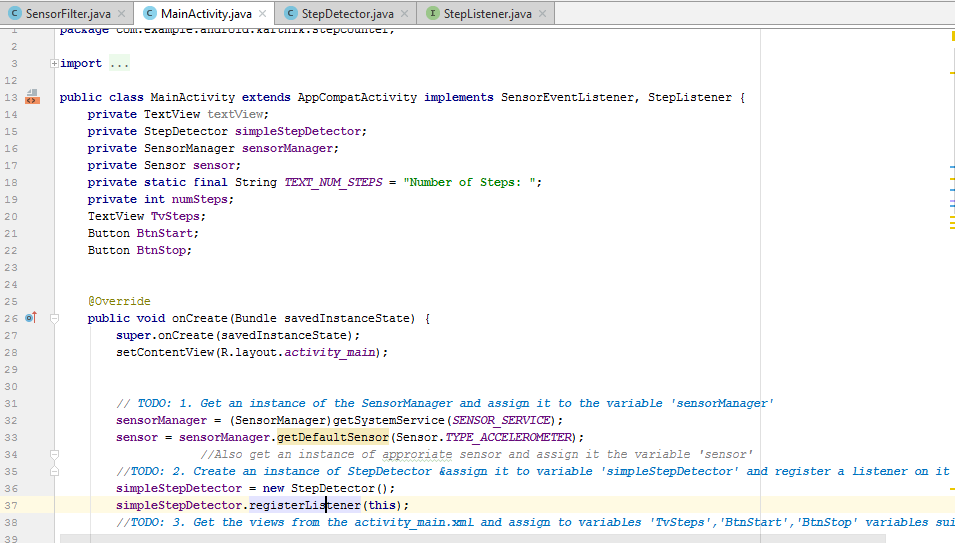 SensorFilter.java MainActivity.java StepDetector.java StepListener.java
1 package com.example.android.karthik.stepcounter;
2
3 import ...
12
13 public class MainActivity extends AppCompatActivity implements SensorEventListener, StepListener {
14 private TextView textView;
15 private StepDetector simpleStepDetector;
16 private SensorManager sensorManager;
17 private Sensor sensor;
18 private static final String TEXT_NUM_STEPS = "Number of Steps: ";
19 private int numSteps;
20 TextView TvSteps;
21 Button BtnStart;
22 Button BtnStop;
23
24
25 @Override
26 public void onCreate(Bundle savedInstanceState) {
27 super.onCreate(savedInstanceState);
28 setContentView(R.layout.activity_main);
29
30
31 // TODO: 1. Get an instance of the SensorManager and assign it to the variable 'sensorManager'
32 sensorManager = (SensorManager)getSystemService(SENSOR_SERVICE);
33 sensor = sensorManager.getDefaultSensor(Sensor.TYPE_ACCELEROMETER);
34 //Also get an instance of approriate sensor and assign it the variable 'sensor'
35 //TODO: 2. Create an instance of StepDetector &assign it to variable 'simpleStepDetector' and register a listener on it
36 simpleStepDetector = new StepDetector();
37 simpleStepDetector.registerListener(this);
38 //TODO: 3. Get the views from the activity_main.xml and assign to variables 'TvSteps','BtnStart','BtnStop' variables sui
39